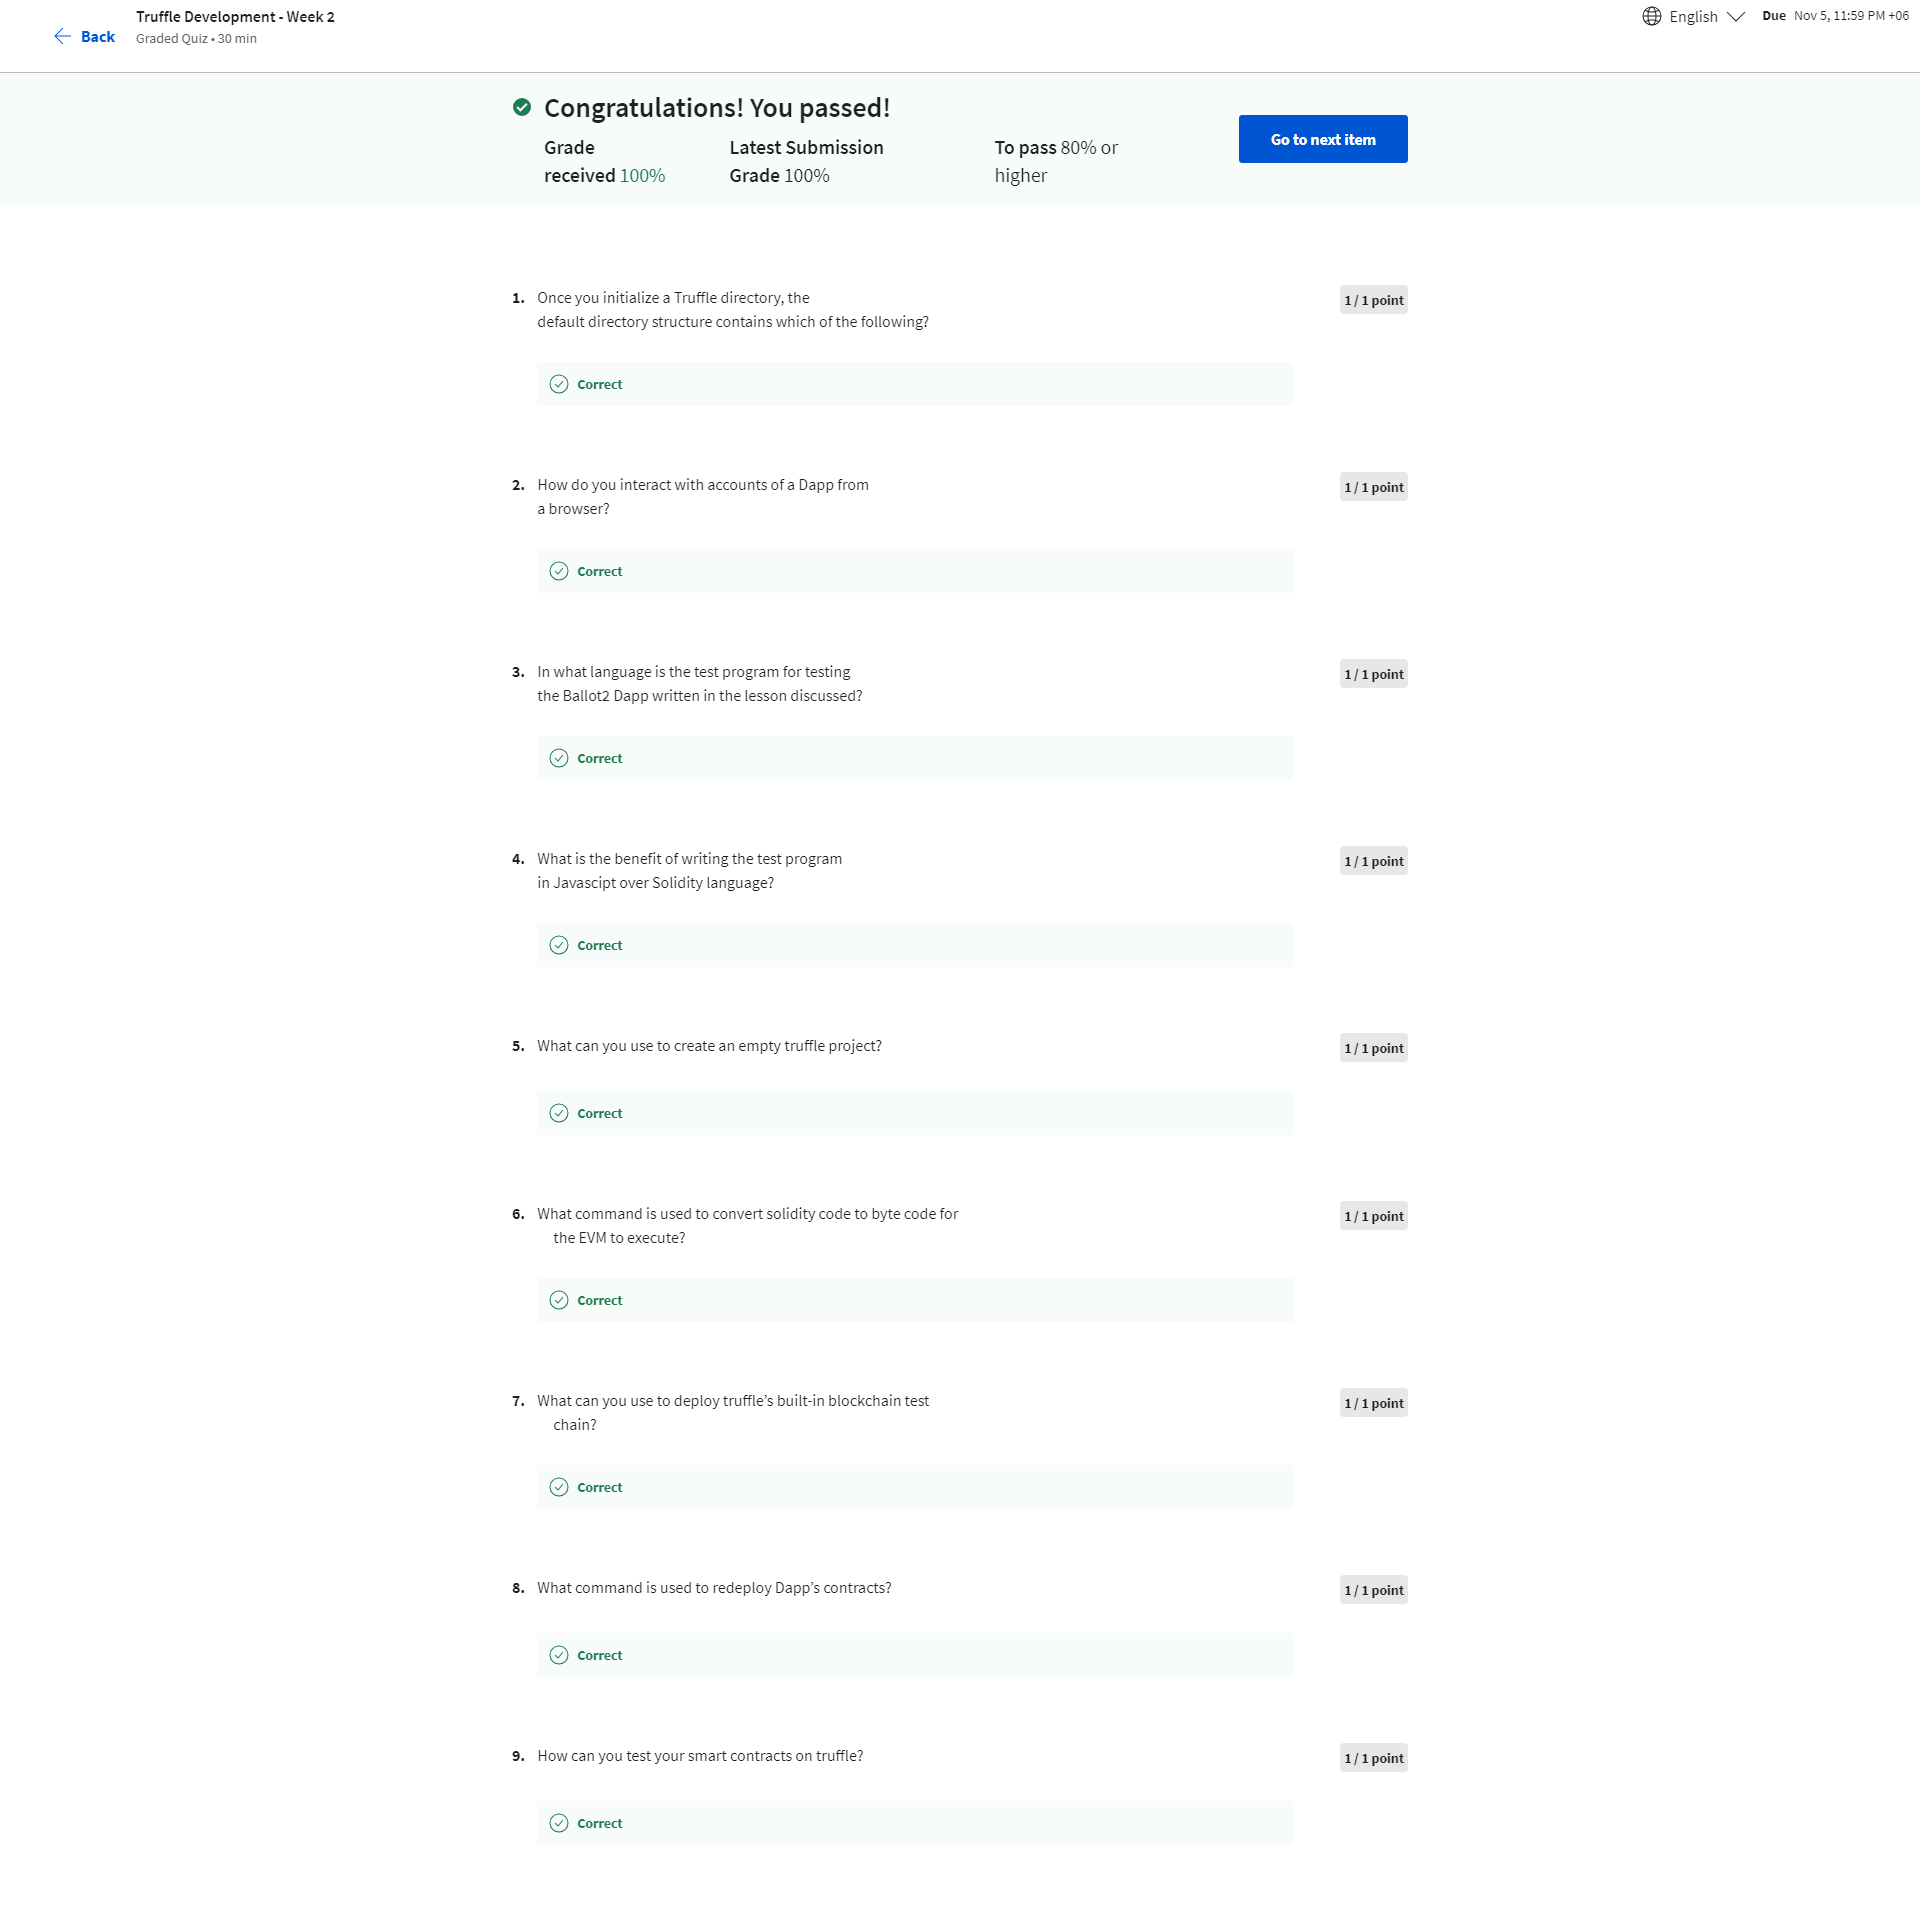 Back
Truffle Development - Week 2
Graded Quiz • 30 min
English
Due Nov 5, 11:59 PM +06
Congratulations! You passed!
Grade
received 100%
Latest Submission
Grade 100%
To pass 80% or
higher
Go to next item
1. Once you initialize a Truffle directory, the
default directory structure contains which of the following?
1 / 1 point
Correct
2. How do you interact with accounts of a Dapp from
a browser?
1 / 1 point
Correct
3. In what language is the test program for testing
the Ballot2 Dapp written in the lesson discussed?
1 / 1 point
Correct
4. What is the benefit of writing the test program
in Javascipt over Solidity language?
1 / 1 point
Correct
5. What can you use to create an empty truffle project?
1 / 1 point
Correct
6. What command is used to convert solidity code to byte code for
the EVM to execute?
1 / 1 point
Correct
7. What can you use to deploy truffle’s built-in blockchain test
chain?
1 / 1 point
Correct
8. What command is used to redeploy Dapp’s contracts?
1 / 1 point
Correct
9. How can you test your smart contracts on truffle?
1 / 1 point
Correct